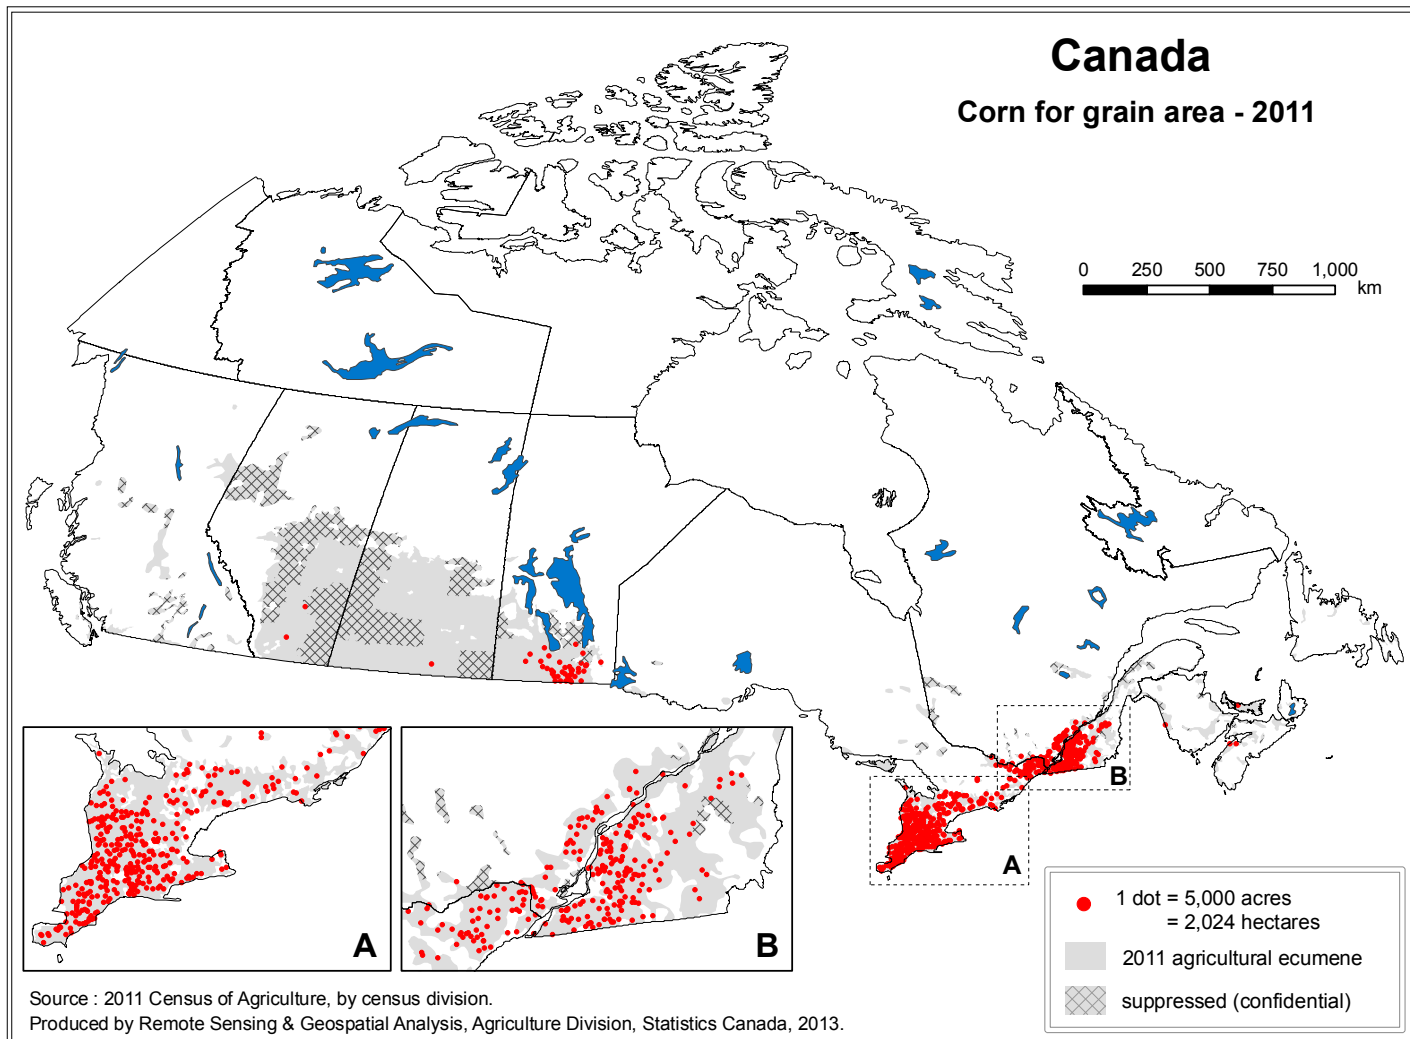 Canada
Corn for grain area - 2011
0 250 500 750 1,000
km
A
B
A
B
1 dot = 5,000 acres
= 2,024 hectares
2011 agricultural ecumene
suppressed (confidential)
Source : 2011 Census of Agriculture, by census division.
Produced by Remote Sensing & Geospatial Analysis, Agriculture Division, Statistics Canada, 2013.